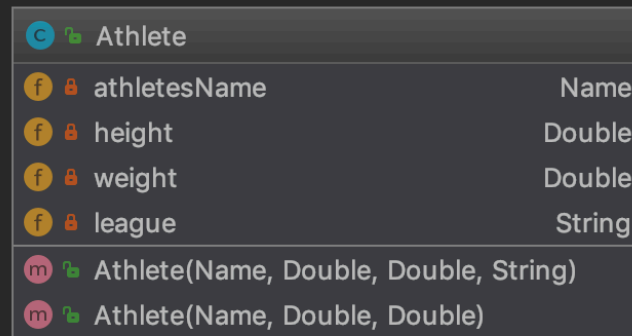 C Athlete
f athletesName Name
f height Double
f weight Double
f league String
m Athlete(Name, Double, Double, String)
m Athlete(Name, Double, Double)